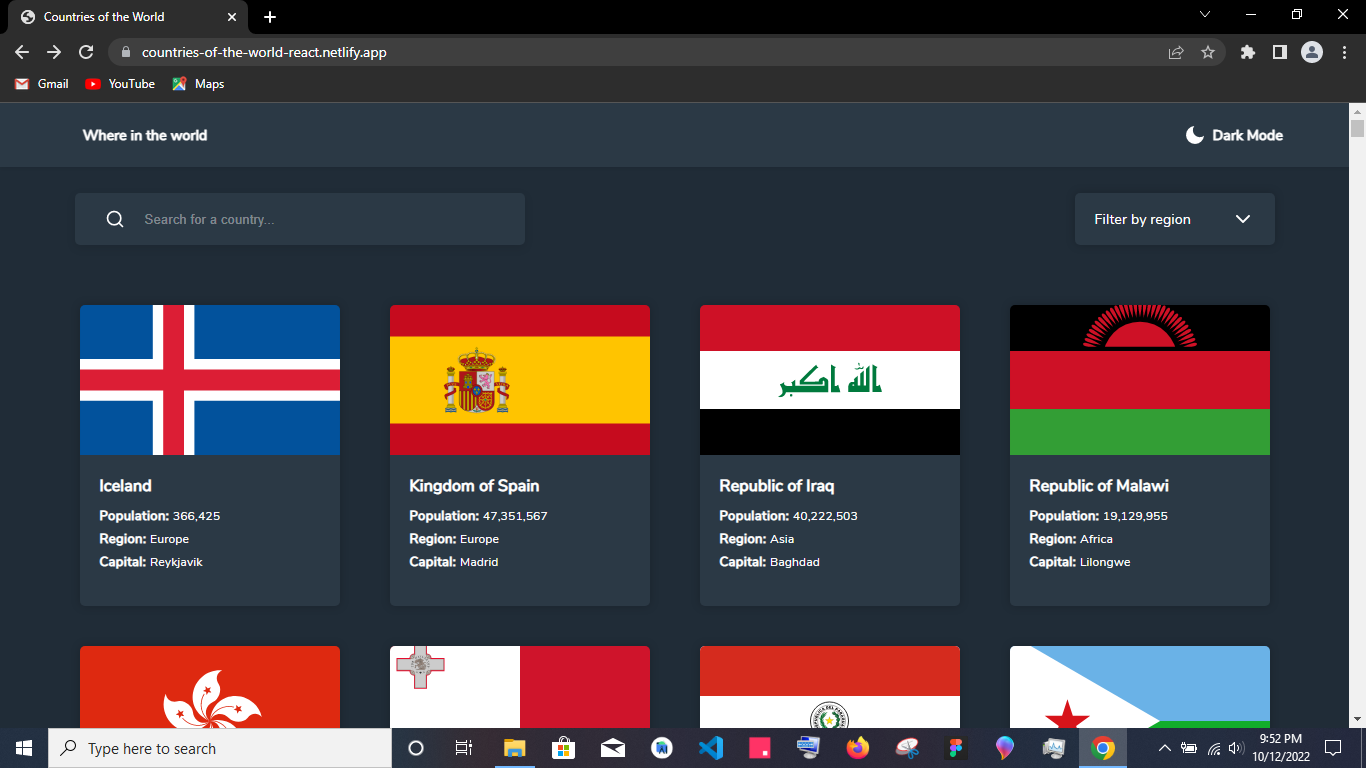 Countries of the World
countries-of-the-world-react.netlify.app
Gmail YouTube Maps
Where in the world
Dark Mode
Search for a country...
Filter by region
الله اكبر
Iceland
Population: 366,425
Region: Europe
Capital: Reykjavik
Kingdom of Spain
Population: 47,351,567
Region: Europe
Capital: Madrid
Republic of Iraq
Population: 40,222,503
Region: Asia
Capital: Baghdad
Republic of Malawi
Population: 19,129,955
Region: Africa
Capital: Lilongwe
Type here to search
9:52 PM
10/12/2022